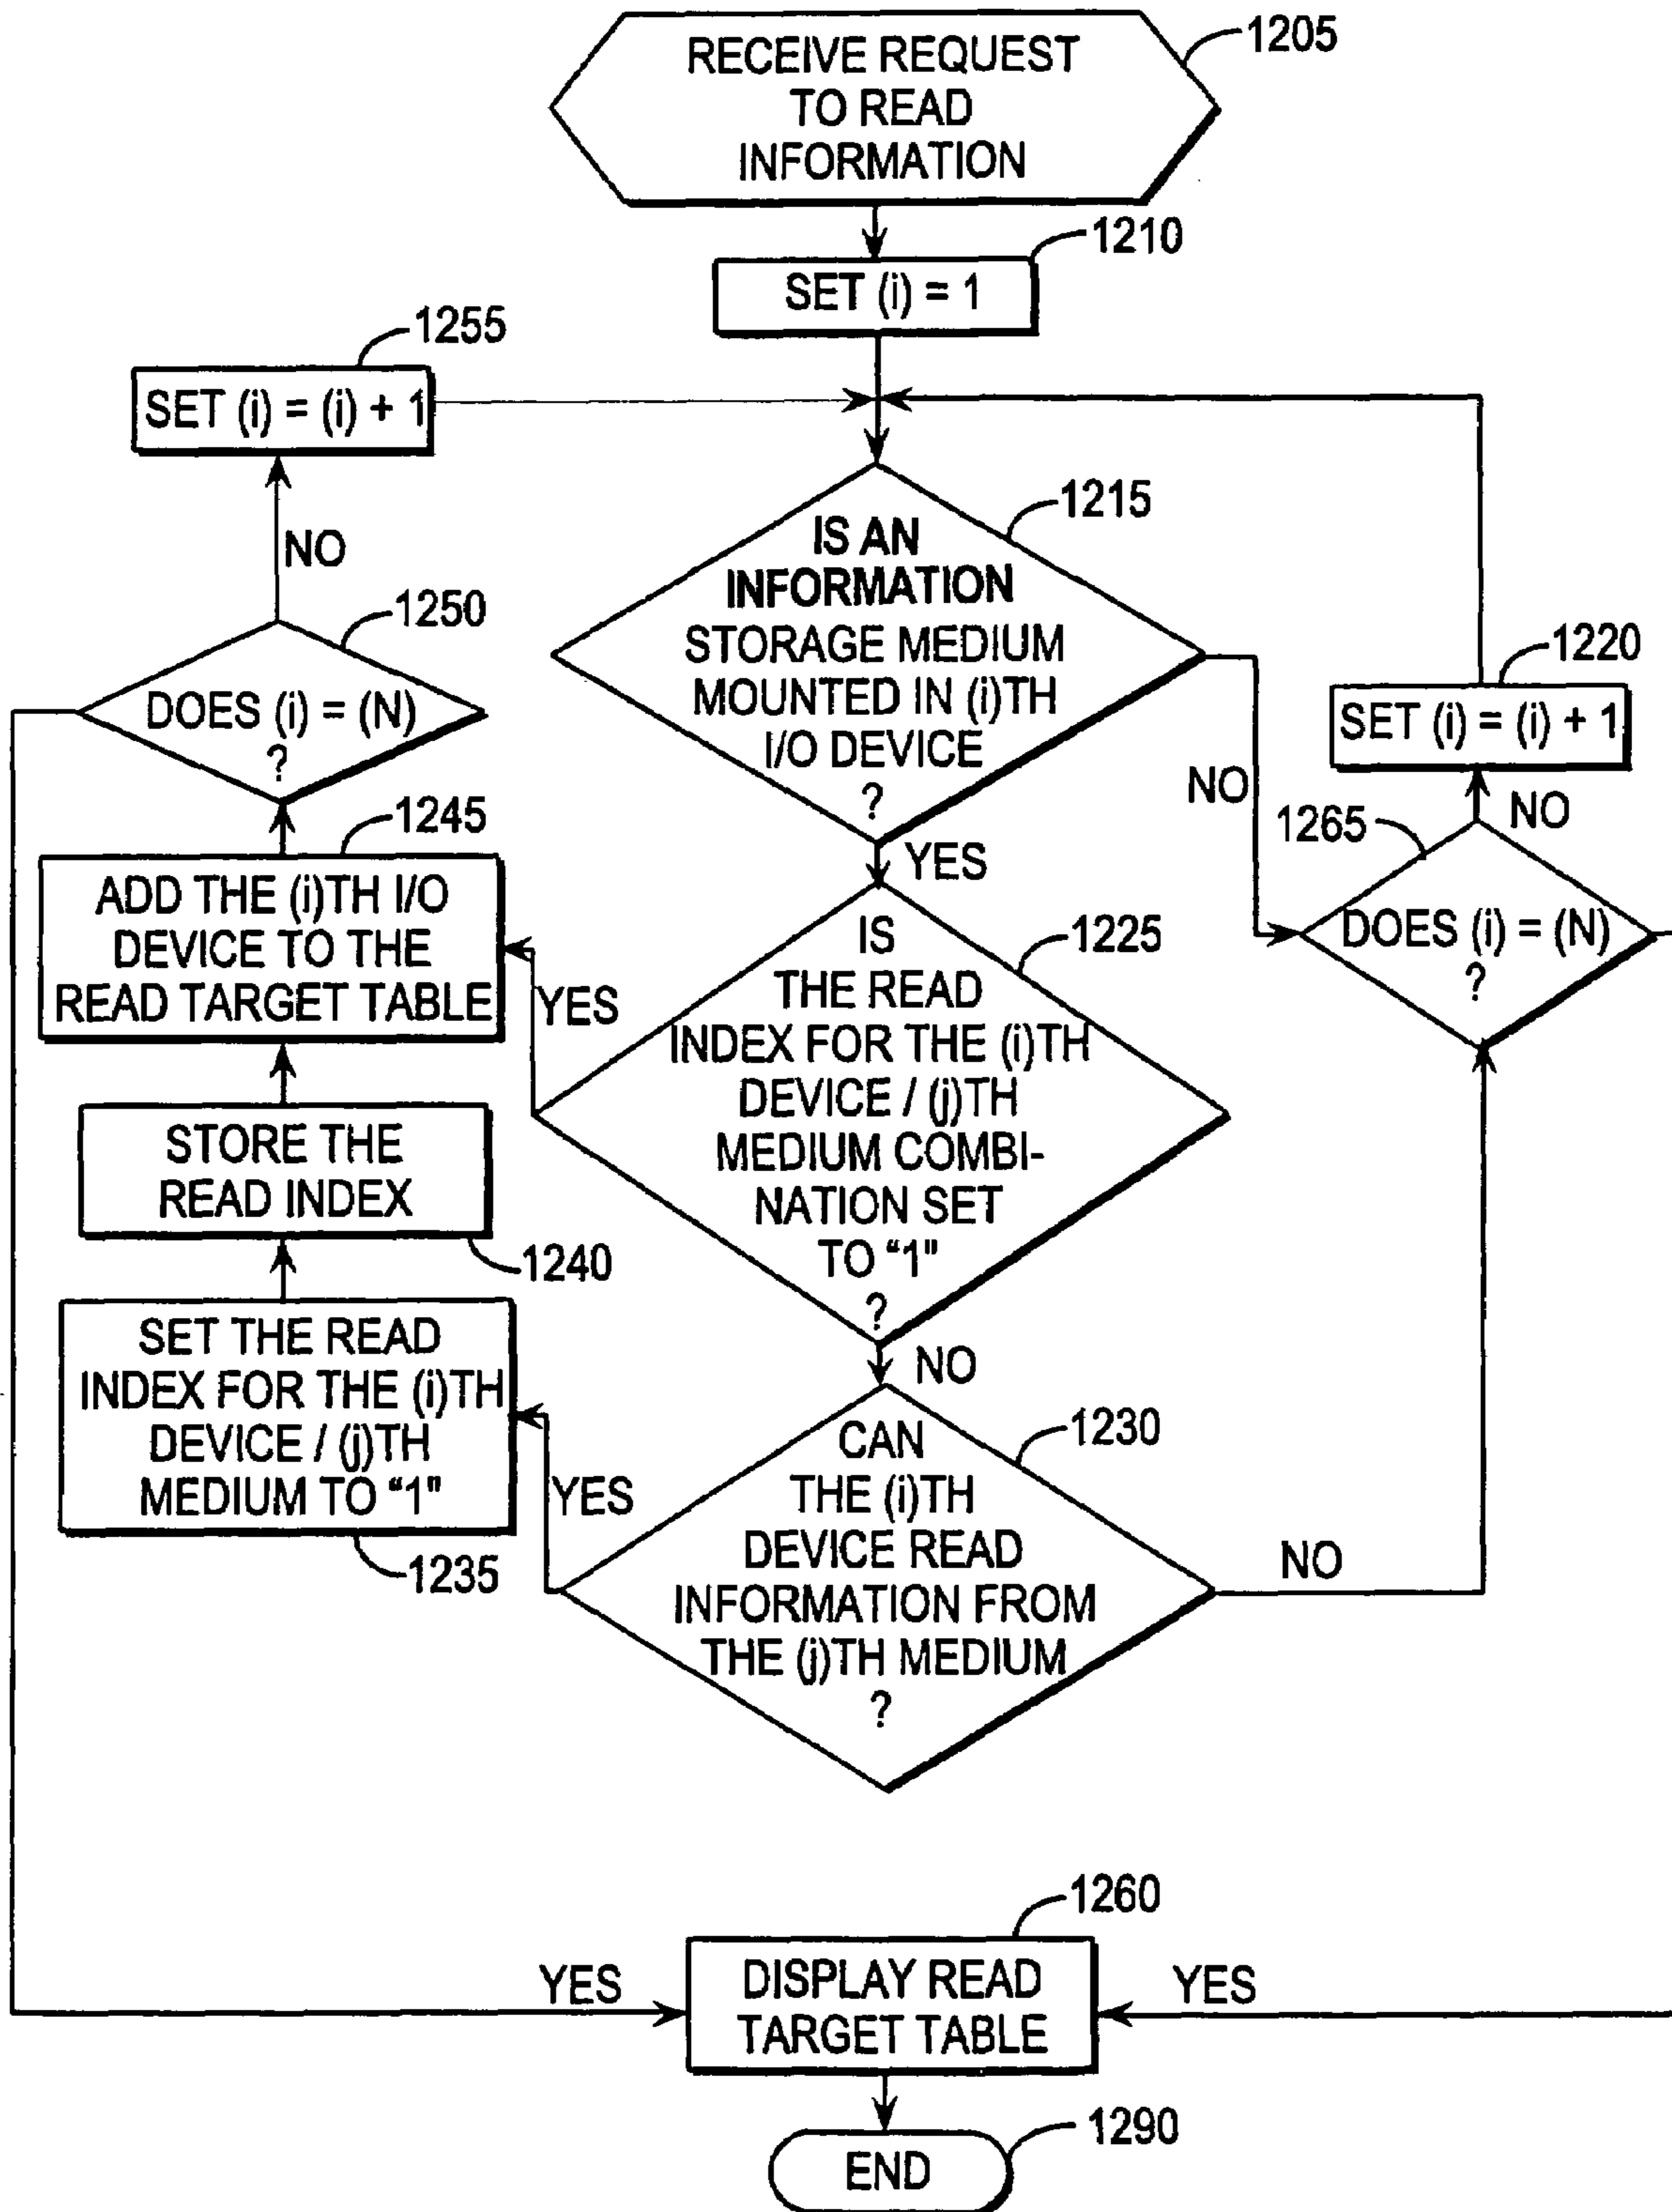 RECEIVE REQUEST
TO READ
INFORMATION
1205
1210
SET (i) = 1
1255
SET (i) = (i) + 1
NO
1215
IS AN
INFORMATION
STORAGE MEDIUM
MOUNTED IN (i)TH
I/O DEVICE
?
1250
DOES (i) = (N)
?
1220
SET (i) = (i) + 1
NO
NO
1265
DOES (i) = (N)
?
YES
1245
ADD THE (i)TH I/O
DEVICE TO THE
READ TARGET TABLE
YES
1225
IS
THE READ
INDEX FOR THE (i)TH
DEVICE / (j)TH
MEDIUM COMBI-
NATION SET
TO “1"
?
STORE THE
READ INDEX
1240
NO
SET THE READ
INDEX FOR THE (i)TH
DEVICE / (j)TH
MEDIUM TO “1"
1235
YES
1230
CAN
THE (i)TH
DEVICE READ
INFORMATION FROM
THE (j)TH MEDIUM
?
NO
1260
YES
DISPLAY READ
TARGET TABLE
YES
1290
END